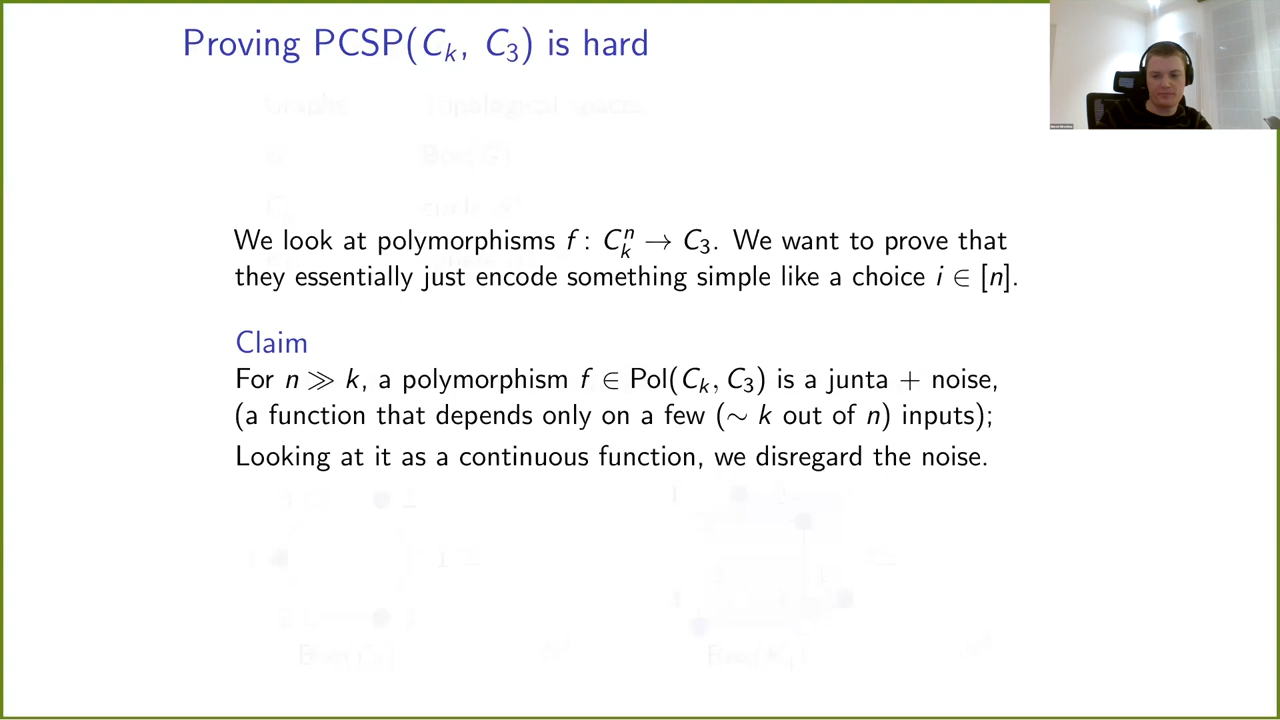 Proving PCSP(C_k, C_3) is hard
We look at polymorphisms f : C_k^n → C_3. We want to prove that
they essentially just encode something simple like a choice i ∈ [n].
Claim
For n ≫ k, a polymorphism f ∈ Pol(C_k, C_3) is a junta + noise,
(a function that depends only on a few (∼ k out of n) inputs);
Looking at it as a continuous function, we disregard the noise.